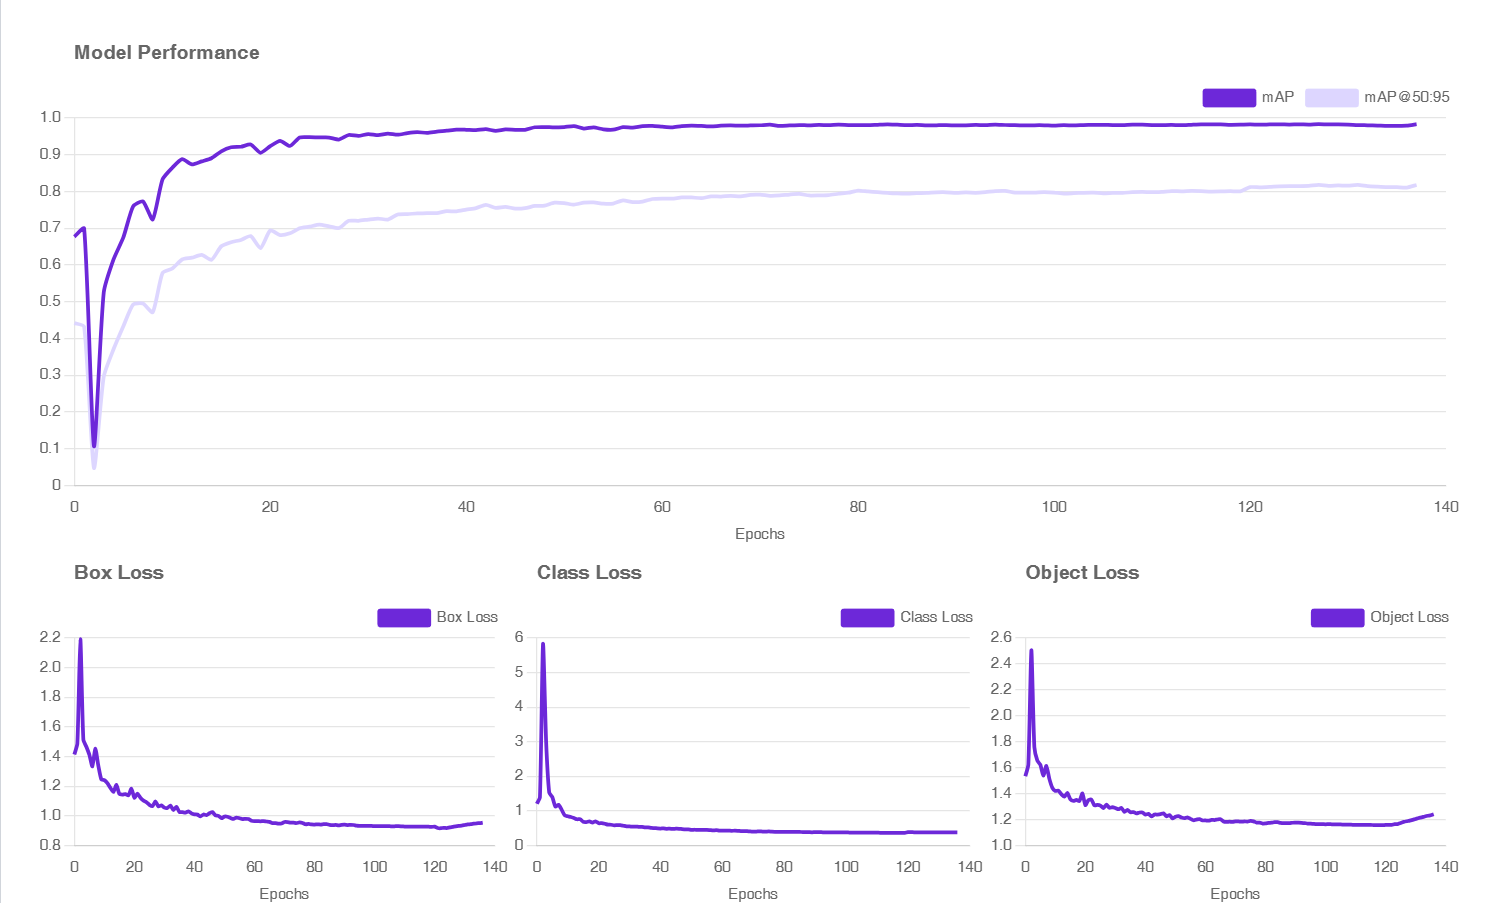 Model Performance
mAP mAP@50:95
1.0
0.9
0.8
0.7
0.6
0.5
0.4
0.3
0.2
0.1
0
0 20 40 60 80 100 120 140
Epochs
Box Loss
Box Loss
2.2
2.0
1.8
1.6
1.4
1.2
1.0
0.8
0 20 40 60 80 100 120 140
Epochs
Class Loss
Class Loss
6
5
4
3
2
1
0
0 20 40 60 80 100 120 140
Epochs
Object Loss
Object Loss
2.6
2.4
2.2
2.0
1.8
1.6
1.4
1.2
1.0
0 20 40 60 80 100 120 140
Epochs